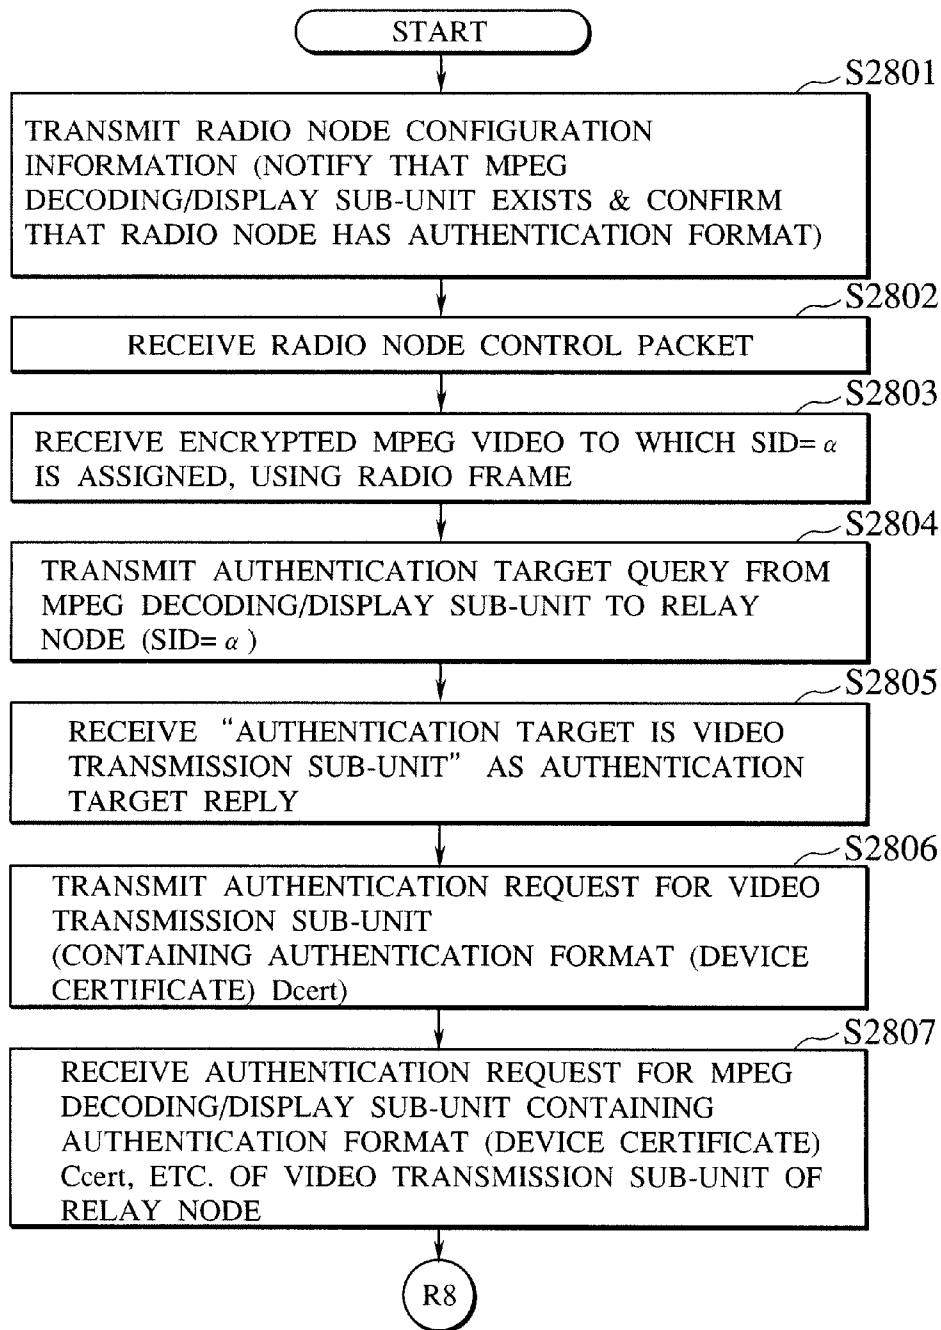 START
S2801
TRANSMIT RADIO NODE CONFIGURATION
INFORMATION (NOTIFY THAT MPEG
DECODING/DISPLAY SUB-UNIT EXISTS & CONFIRM
THAT RADIO NODE HAS AUTHENTICATION FORMAT)
S2802
RECEIVE RADIO NODE CONTROL PACKET
S2803
RECEIVE ENCRYPTED MPEG VIDEO TO WHICH SID= α
IS ASSIGNED, USING RADIO FRAME
S2804
TRANSMIT AUTHENTICATION TARGET QUERY FROM
MPEG DECODING/DISPLAY SUB-UNIT TO RELAY
NODE (SID= α )
S2805
RECEIVE “AUTHENTICATION TARGET IS VIDEO
TRANSMISSION SUB-UNIT” AS AUTHENTICATION
TARGET REPLY
S2806
TRANSMIT AUTHENTICATION REQUEST FOR VIDEO
TRANSMISSION SUB-UNIT
(CONTAINING AUTHENTICATION FORMAT (DEVICE
CERTIFICATE) Dcert)
S2807
RECEIVE AUTHENTICATION REQUEST FOR MPEG
DECODING/DISPLAY SUB-UNIT CONTAINING
AUTHENTICATION FORMAT (DEVICE CERTIFICATE)
Ccert, ETC. OF VIDEO TRANSMISSION SUB-UNIT OF
RELAY NODE
R8